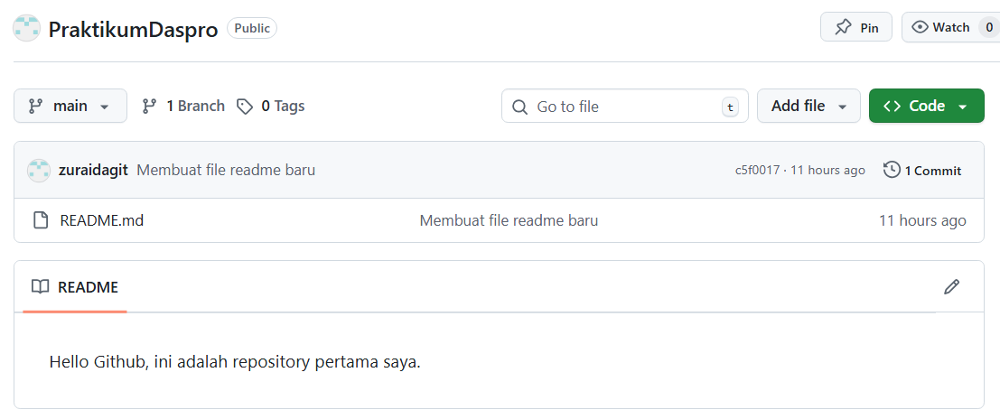 PraktikumDaspro Public Pin Watch 0
main 1 Branch 0 Tags Go to file t Add file Code
zuraidagit Membuat file readme baru c5f0017 · 11 hours ago 1 Commit
README.md Membuat file readme baru 11 hours ago
README
Hello Github, ini adalah repository pertama saya.